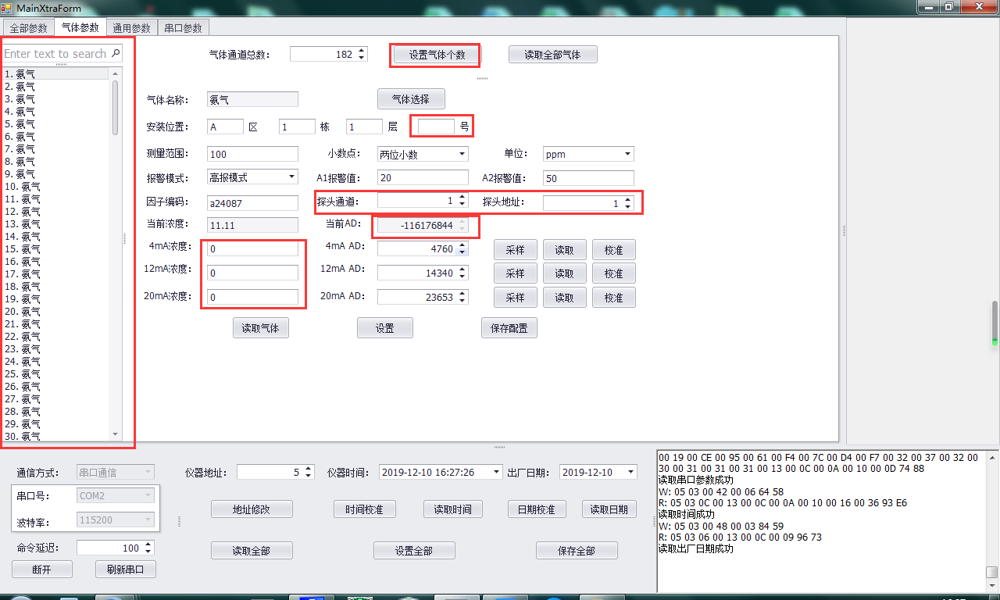 MainXtraForm
全部参数 气体参数 通用参数 串口参数
Enter text to search
1. 氨气
2. 氨气
3. 氨气
4. 氨气
5. 氨气
6. 氨气
7. 氨气
8. 氨气
9. 氨气
10. 氨气
11. 氨气
12. 氨气
13. 氨气
14. 氨气
15. 氨气
16. 氨气
17. 氨气
18. 氨气
19. 氨气
20. 氨气
21. 氨气
22. 氨气
23. 氨气
24. 氨气
25. 氨气
26. 氨气
27. 氨气
28. 氨气
29. 氨气
30. 氨气
气体通道总数： 182 设置气体个数 读取全部气体
气体名称： 氨气 气体选择
安装位置： A 区 1 栋 1 层 号
测量范围： 100 小数点： 两位小数 单位： ppm
报警模式： 高报模式 A1报警值： 20 A2报警值： 50
因子编码： a24087 探头通道： 1 探头地址： 1
当前浓度： 11.11 当前AD： -116176844
4mA浓度： 0 4mA AD： 4760 采样 读取 校准
12mA浓度： 0 12mA AD： 14340 采样 读取 校准
20mA浓度： 0 20mA AD： 23653 采样 读取 校准
读取气体 设置 保存配置
通信方式： 串口通信 仪器地址： 5 仪器时间： 2019-12-10 16:27:26 出厂日期： 2019-12-10
串口号： COM2 地址修改 时间校准 读取时间 日期校准 读取日期
波特率： 115200
命令延迟： 100 读取全部 设置全部 保存全部
断开 刷新串口
00 19 00 CE 00 95 00 61 00 F4 00 7C 00 D4 00 F7 00 32 00 37 00 32 00
30 00 31 00 31 00 31 00 13 00 0C 00 0A 00 10 00 0D 74 88
读取串口参数成功
W: 05 03 00 42 00 06 64 58
R: 05 03 0C 00 13 00 0C 00 0A 00 10 00 16 00 36 93 E6
读取时间成功
W: 05 03 00 48 00 03 84 59
R: 05 03 06 00 13 00 0C 00 09 96 73
读取出厂日期成功